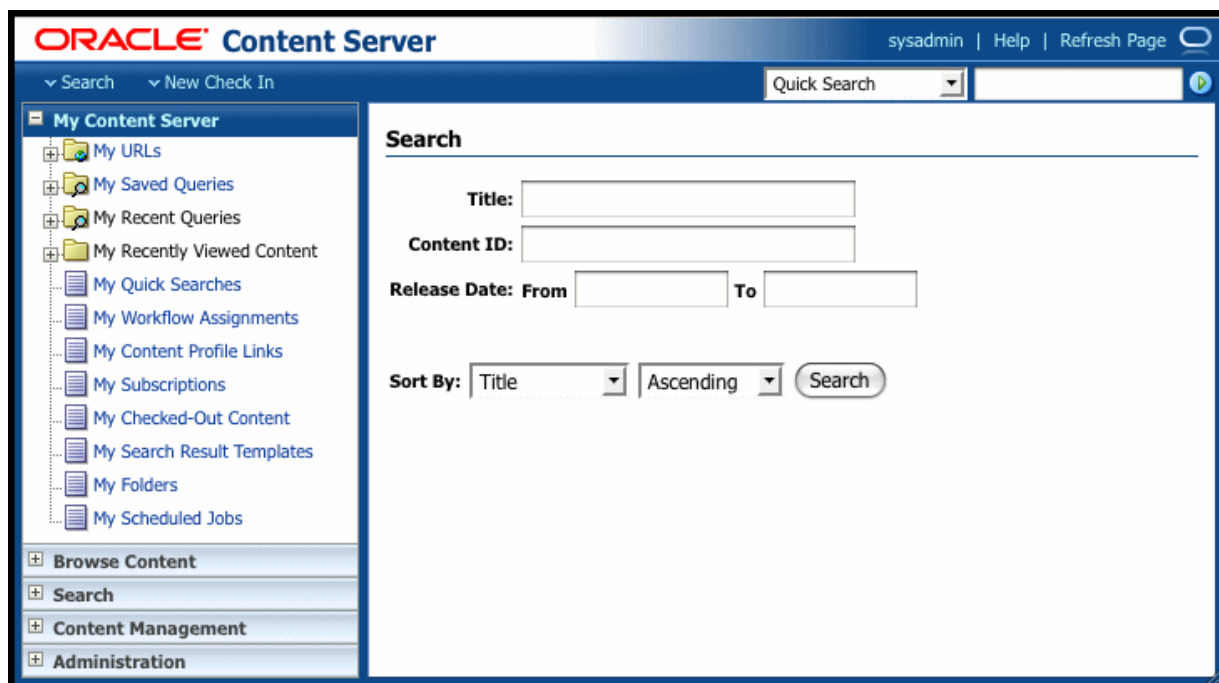 ORACLE Content Server
sysadmin | Help | Refresh Page
Search New Check In
Quick Search
My Content Server
My URLs
My Saved Queries
My Recent Queries
My Recently Viewed Content
My Quick Searches
My Workflow Assignments
My Content Profile Links
My Subscriptions
My Checked-Out Content
My Search Result Templates
My Folders
My Scheduled Jobs
Browse Content
Search
Content Management
Administration
Search
Title:
Content ID:
Release Date: From To
Sort By: Title Ascending Search